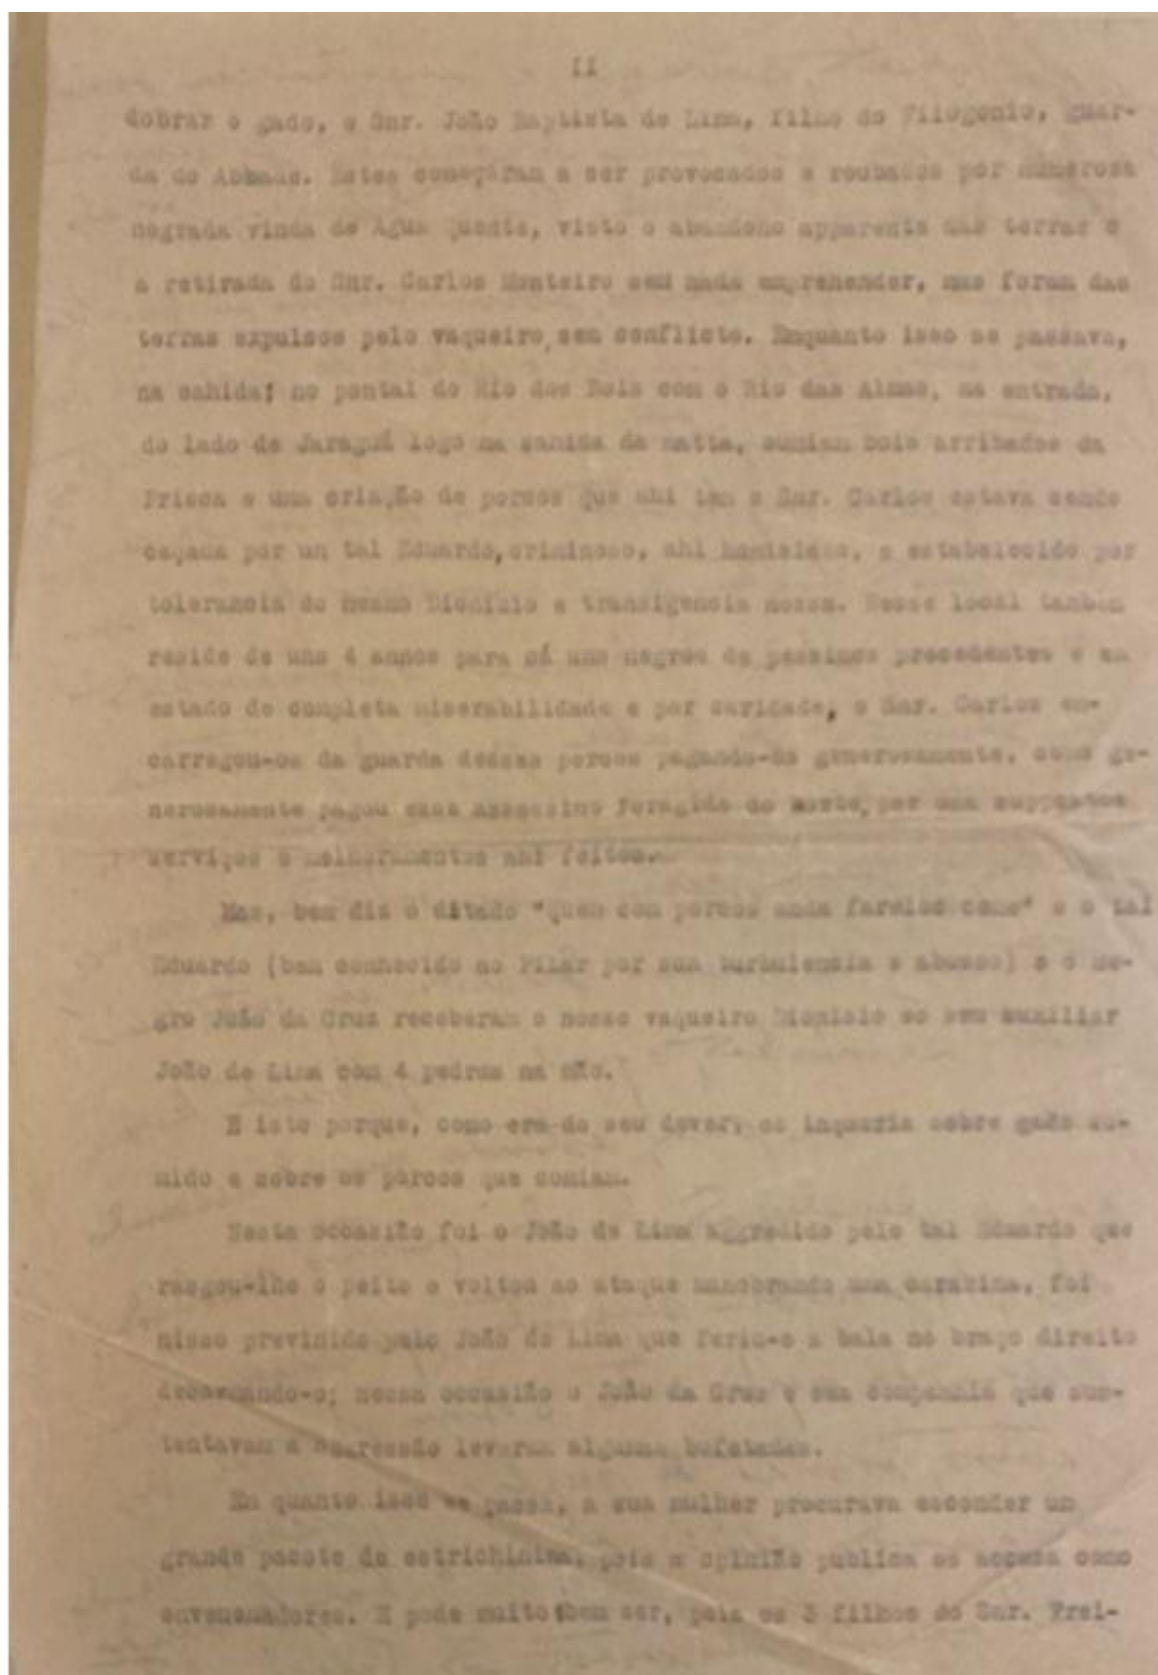 II
dobrar o gado, o Snr. João Baptista de Lima, filho do Filogonio, guar-
da do Abbade. Estes começaram a ser provocados e roubados por numerosa
negrada vinda de Agua Quente, visto o abandono apparente das terras e
a retirada do Snr. Carlos Monteiro sem nada emprehender, mas foram das
terras expulsos pelo vaqueiro, sem conflicto. Enquanto isso se passava,
na sahida; no pontal do Rio dos Bois com o Rio das Almas, na entrada,
do lado de Jaraguá logo na sahida da matta, sumiam bois arribados da
Prisca e uma criação de porcos que ahi tem o Snr. Carlos estava sendo
caçada por um tal Eduardo, criminoso, ahi homisiado, e estabelecido por
tolerancia do mesmo Dionizio e transigencia nossa. Nesse local tambem
reside de uns 4 annos para cá uns negros de pessimos precedentes e em
estado de completa miserabilidade e por caridade, o Snr. Carlos en-
carregou-os da guarda desses porcos pagando-os generosamente, como ge-
nerosamente pagou esse assassino foragido do Norte, por uns suppostos
serviços e melhoramentos ahi feitos.
Mas, bem diz o ditado "quem com porcos anda farelos come" e o tal
Eduardo (bem conhecido no Pilar por sua turbulencia e abuso) e o ne-
gro João da Cruz receberam o nosso vaqueiro Dionizio eo seu auxiliar
João de Lima com 4 pedras na mão.
E isto porque, como era do seu dever, os inqueria sobre gado su-
mido e sobre os porcos que comiam.
Nesta occasião foi o João de Lima aggredido pelo tal Eduardo que
rasgou-lhe o peito e voltou ao ataque manobrando uma carabina, foi
nisso prevenido pelo João de Lima que ferio-o a bala no braço direito
desarmando-o; nessa occasião o João da Cruz e sua companhia que sus-
tentavam a aggressão levaram algumas bofetadas.
Em quanto isso se passa, a sua mulher procurava esconder um
grande pacote de estrichinina, pois a opinião publica os accusa como
envenenadores. E pode muito bem ser, pois os 3 filhos do Snr. Frei-